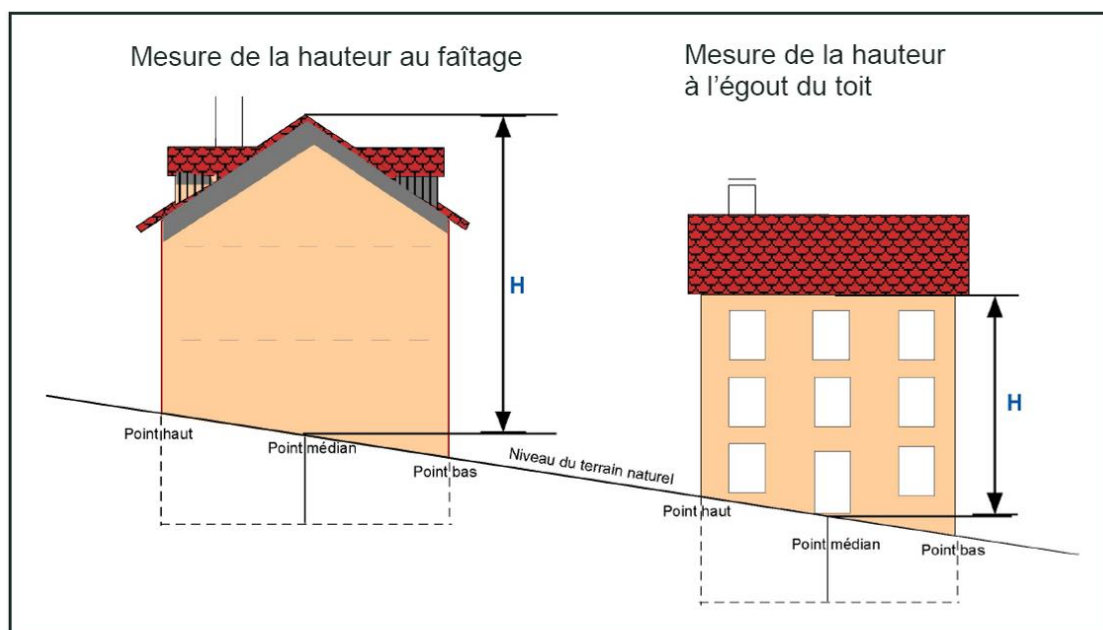 Mesure de la hauteur au faîtage
Mesure de la hauteur
à l'égout du toit
H
H
Point haut
Point médian
Point bas
Niveau du terrain naturel
Point haut
Point médian
Point bas